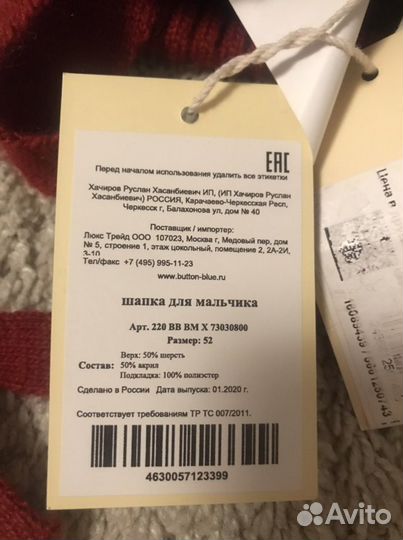 EAC
Перед началом использования удалить все этикетки
Хачиров Руслан Хасанбиевич ИП, (ИП Хачиров Руслан
Хасанбиевич) РОССИЯ, Карачаево-Черкесская Респ,
Черкесск г, Балахонова ул, дом № 40
Поставщик / импортер:
Люкс Трейд ООО 107023, Москва г, Медовый пер, дом
№ 5, строение 1, этаж цокольный, помещение 2, 2А-2И,
3-10
Тел/факс +7 (495) 995-11-23
www.button-blue.ru
шапка для мальчика
Арт. 220 BB BM X 73030800
Размер: 52
Верх: 50% шерсть
Состав: 50% акрил
Подкладка: 100% полиэстер
Сделано в России Дата выпуска: 01.2020 г.
Соответствует требованиям ТР ТС 007/2011.
4630057123399
Цена
Avito